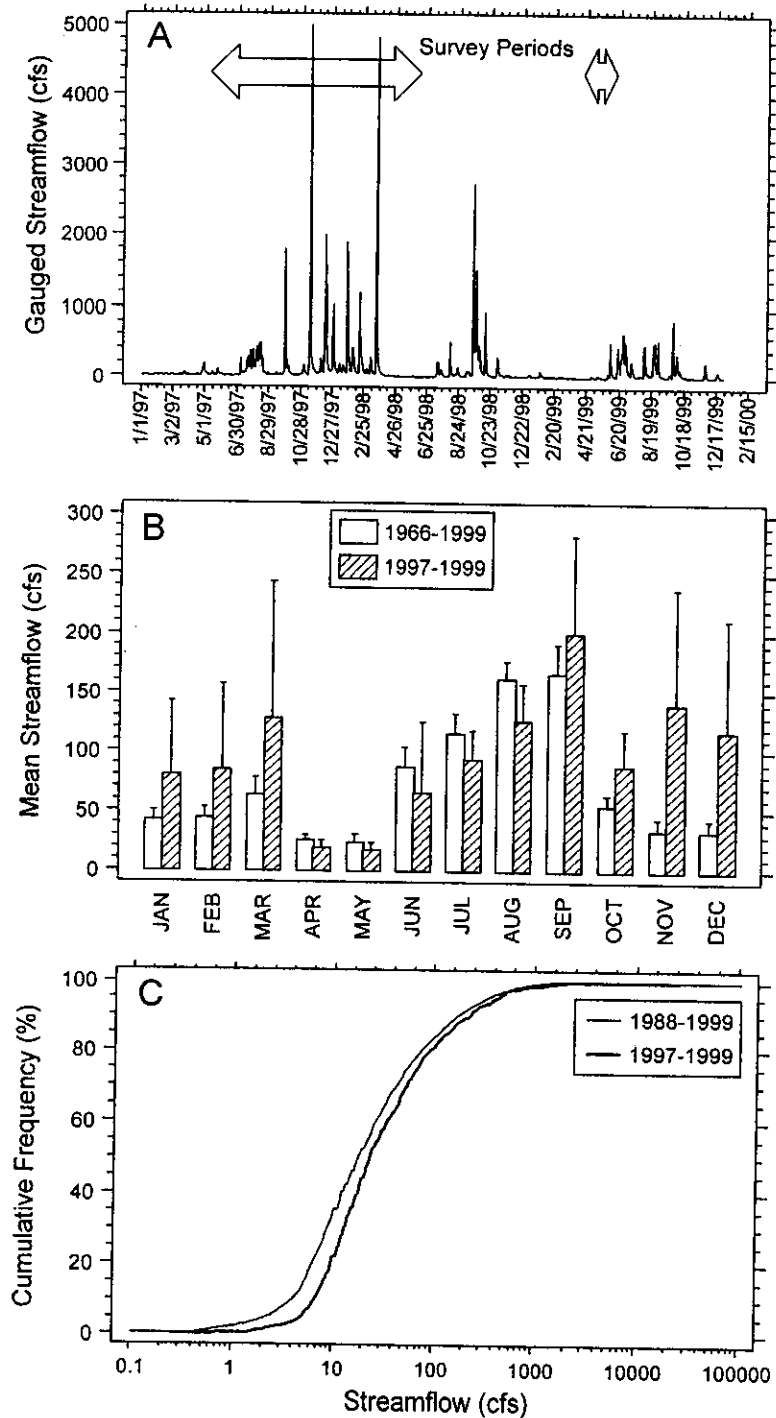 A
Survey Periods
Gauged Streamflow (cfs)
5000
4000
3000
2000
1000
0
1/1/97
3/2/97
5/1/97
6/30/97
8/29/97
10/28/97
12/27/97
2/25/98
4/26/98
6/25/98
8/24/98
10/23/98
12/22/98
2/20/99
4/21/99
6/20/99
8/19/99
10/18/99
12/17/99
2/15/00
B
1966-1999
1997-1999
Mean Streamflow (cfs)
300
250
200
150
100
50
0
JAN
FEB
MAR
APR
MAY
JUN
JUL
AUG
SEP
OCT
NOV
DEC
C
1988-1999
1997-1999
Cumulative Frequency (%)
100
80
60
40
20
0
0.1
1
10
100
1000
10000
100000
Streamflow (cfs)